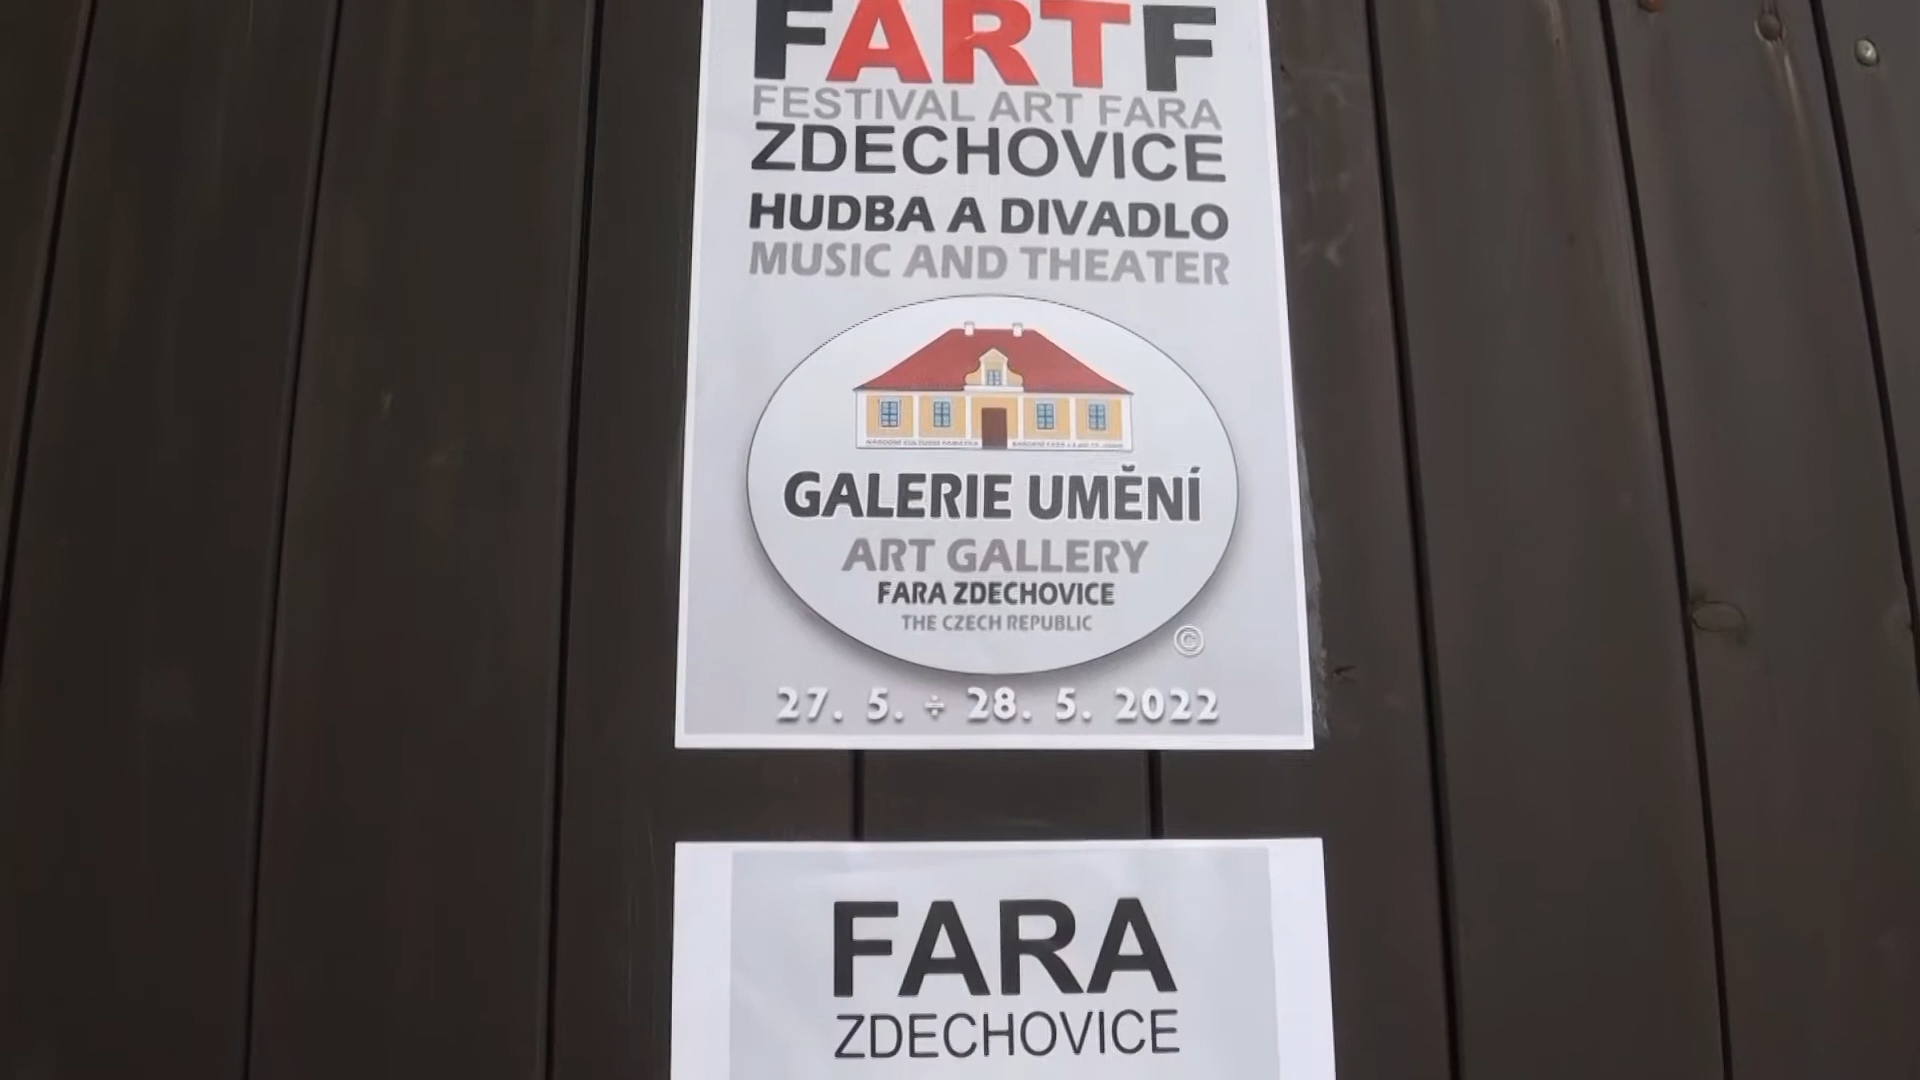 FARTF
FESTIVAL ART FARA
ZDECHOVICE
HUDBA A DIVADLO
MUSIC AND THEATER
GALERIE UMĚNÍ
ART GALLERY
FARA ZDECHOVICE
THE CZECH REPUBLIC
©
27. 5. ÷ 28. 5. 2022
FARA
ZDECHOVICE